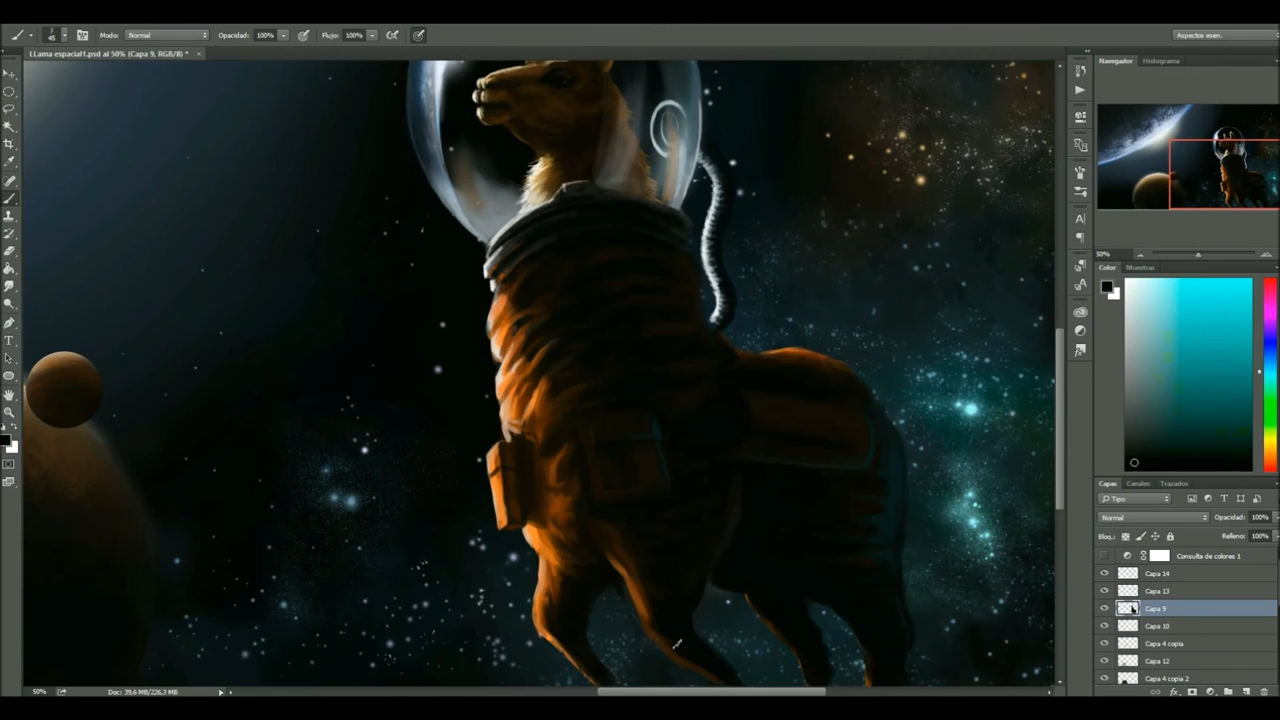 45 Modo: Normal Opacidad: 100% Flujo: 100% Aspectos esen.
LLama espacial1.psd al 50% (Capa 9, RGB/8) * ×
Navegador Histograma
50%
Color Muestras
Capas Canales Trazados
Tipo
Normal Opacidad: 100%
Bloq.: Relleno: 100%
Consulta de colores 1
Capa 14
Capa 13
Capa 9
Capa 10
Capa 4 copia
Capa 12
Capa 4 copia 2
50% Doc: 39,6 MB/226,3 MB